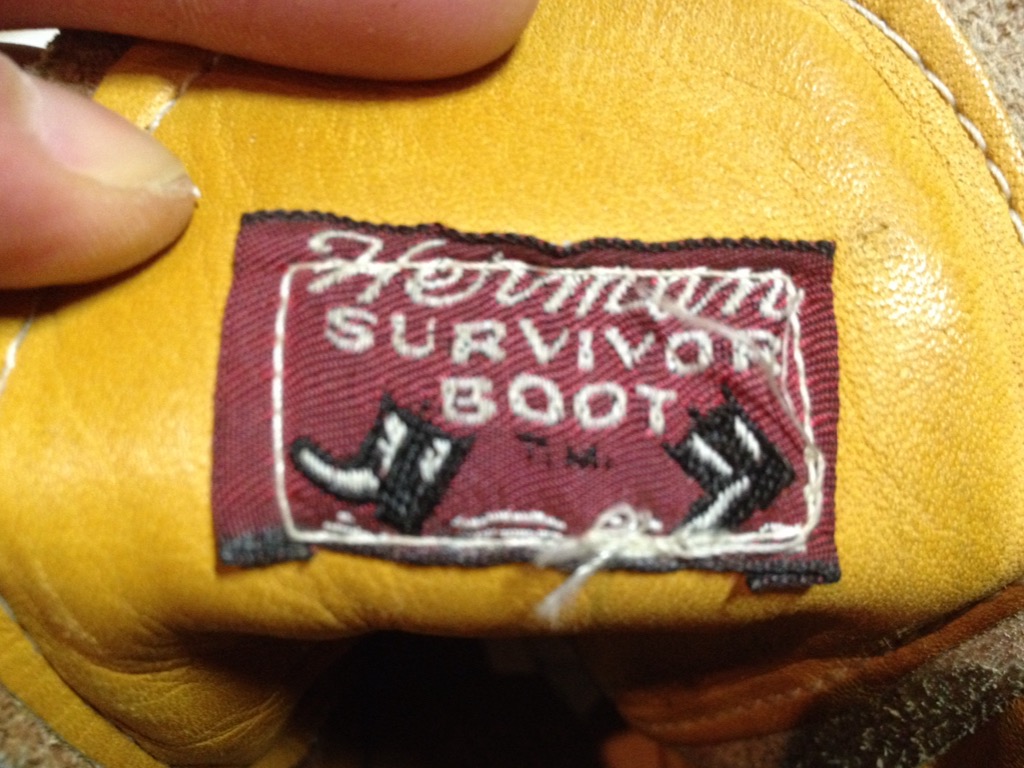 Herman
SURVIVOR
BOOT
T.M.